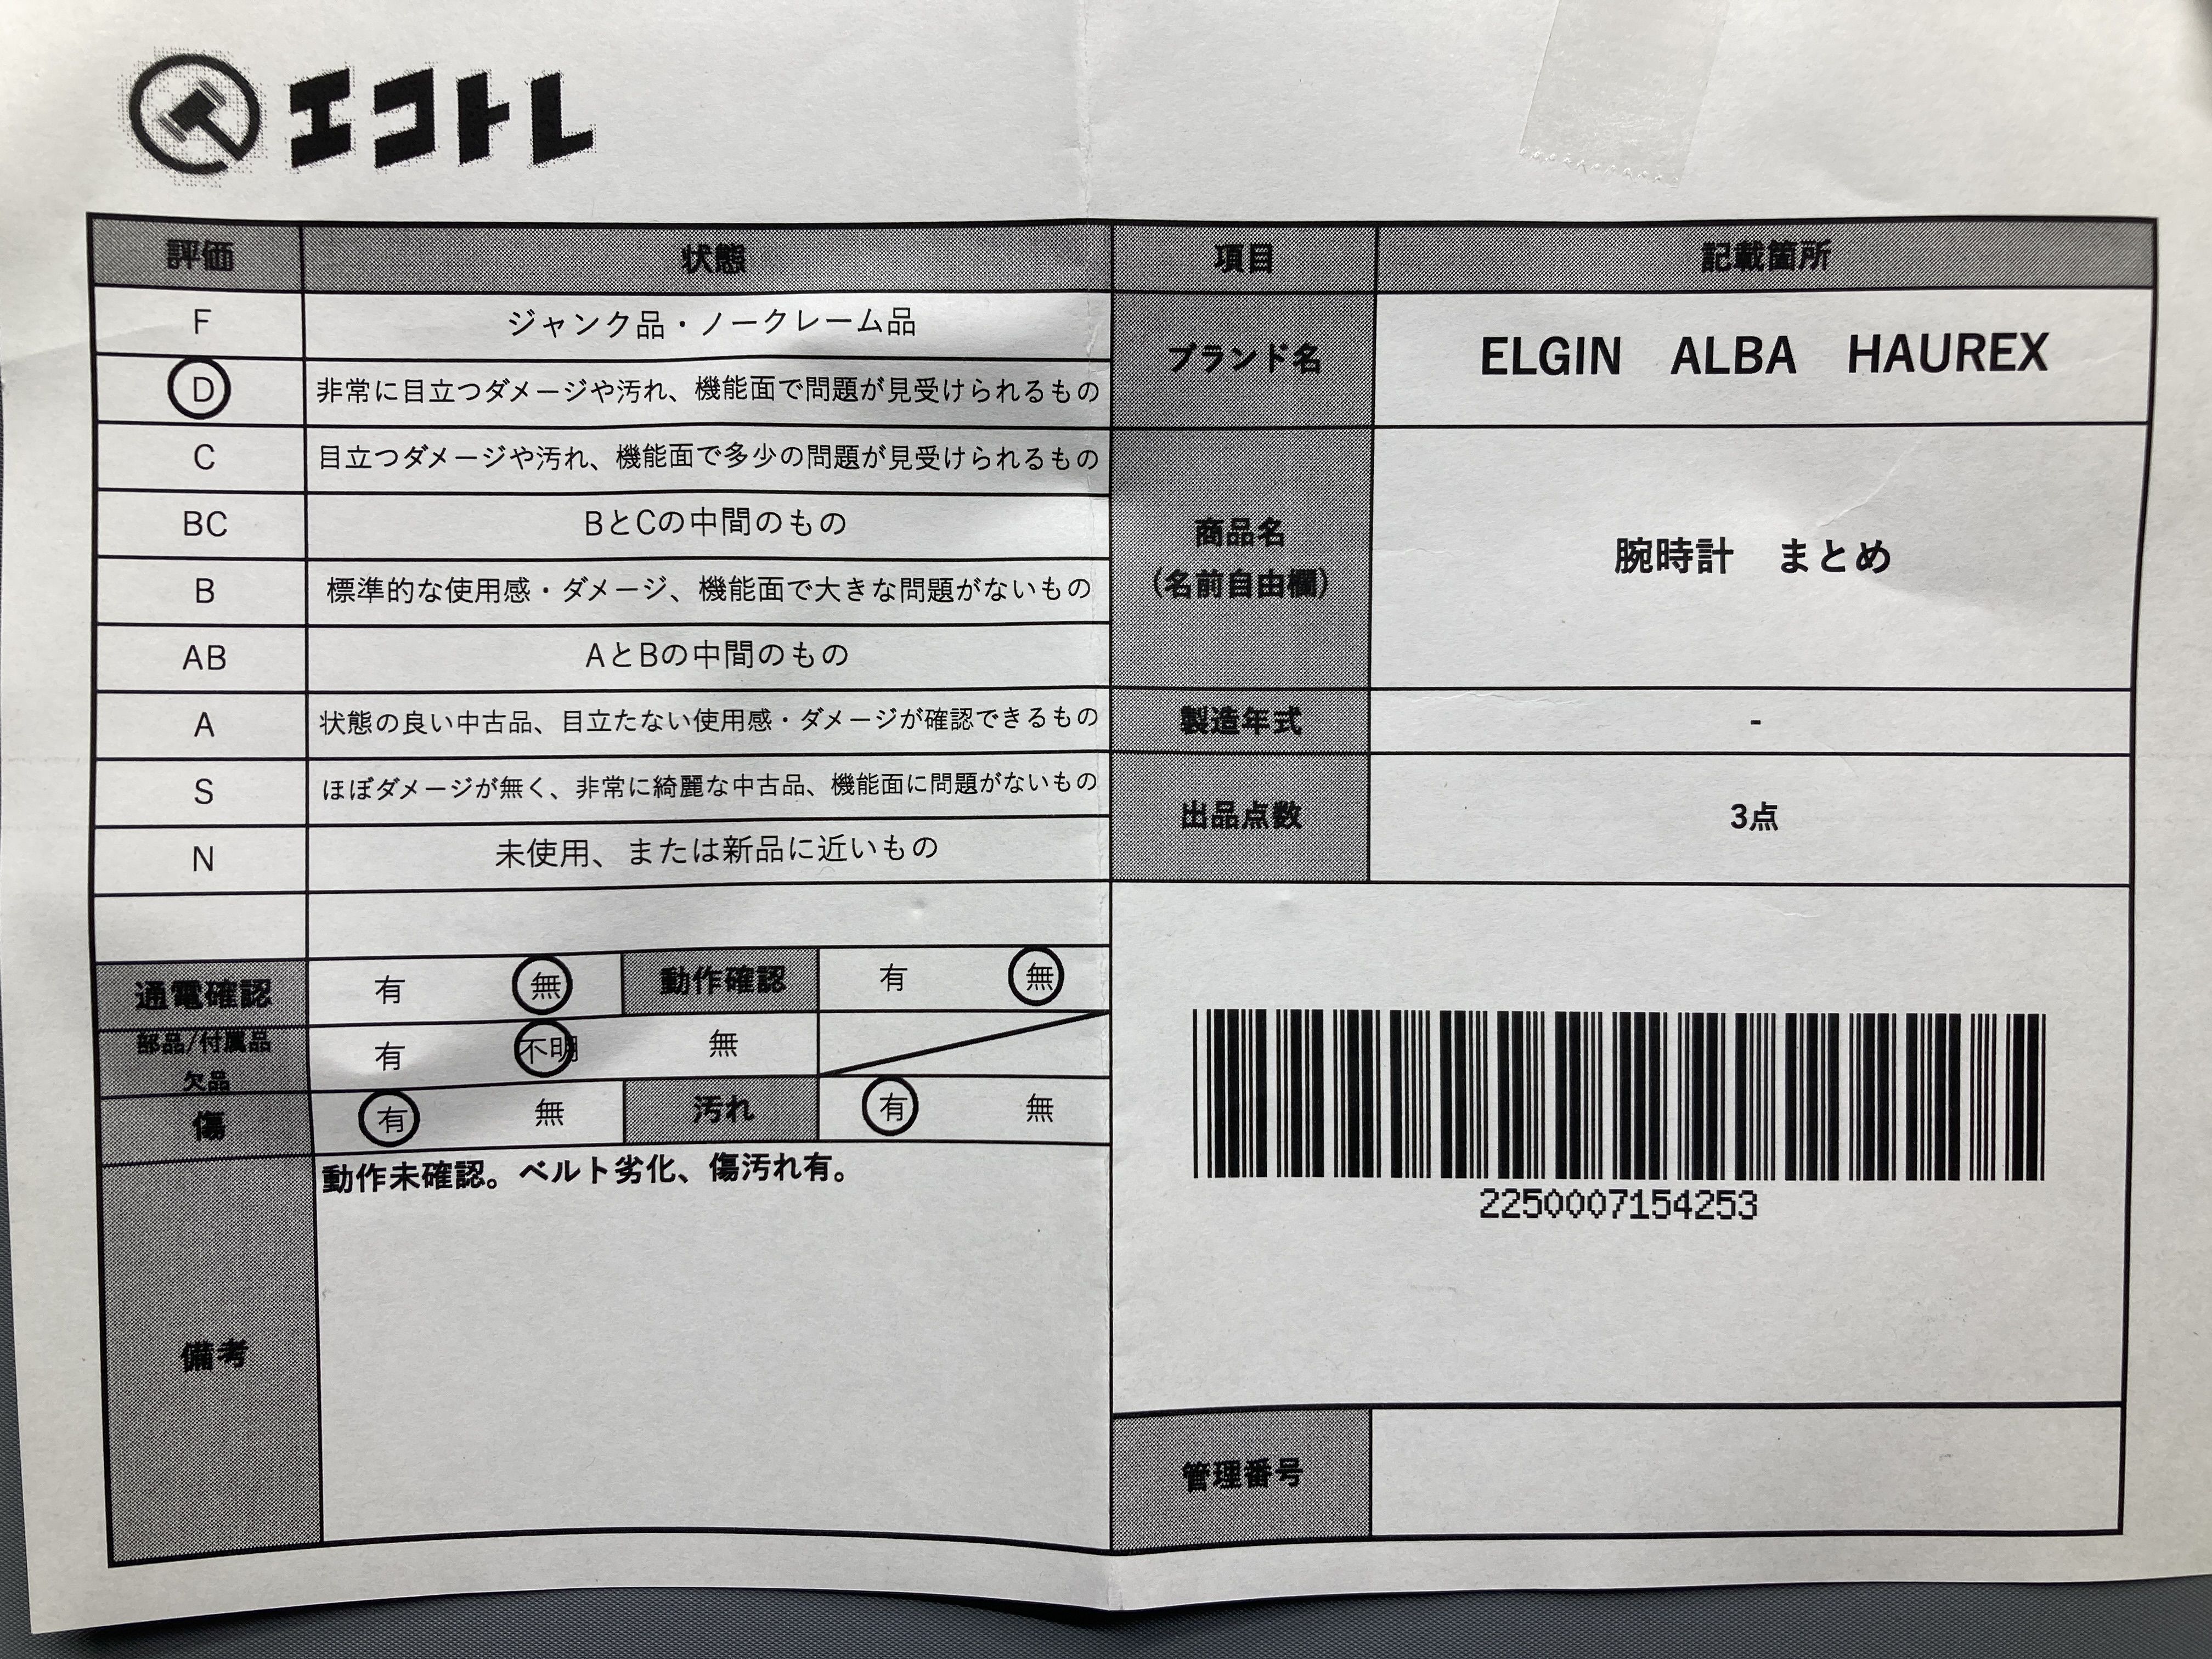 エコトレ
評価 状態
F ジャンク品・ノークレーム品
D 非常に目立つダメージや汚れ、機能面で問題が見受けられるもの
C 目立つダメージや汚れ、機能面で多少の問題が見受けられるもの
BC BとCの中間のもの
B 標準的な使用感・ダメージ、機能面で大きな問題がないもの
AB AとBの中間のもの
A 状態の良い中古品、目立たない使用感・ダメージが確認できるもの
S ほぼダメージが無く、非常に綺麗な中古品、機能面に問題がないもの
N 未使用、または新品に近いもの
通電確認 有 無 動作確認 有 無
部品/付属品
欠品 有 不明 無
傷 有 無 汚れ 有 無
備考 動作未確認。ベルト劣化、傷汚れ有。
項目 記載箇所
ブランド名 ELGIN ALBA HAUREX
商品名
(名前自由欄) 腕時計 まとめ
製造年式 -
出品点数 3点
2250007154253
管理番号